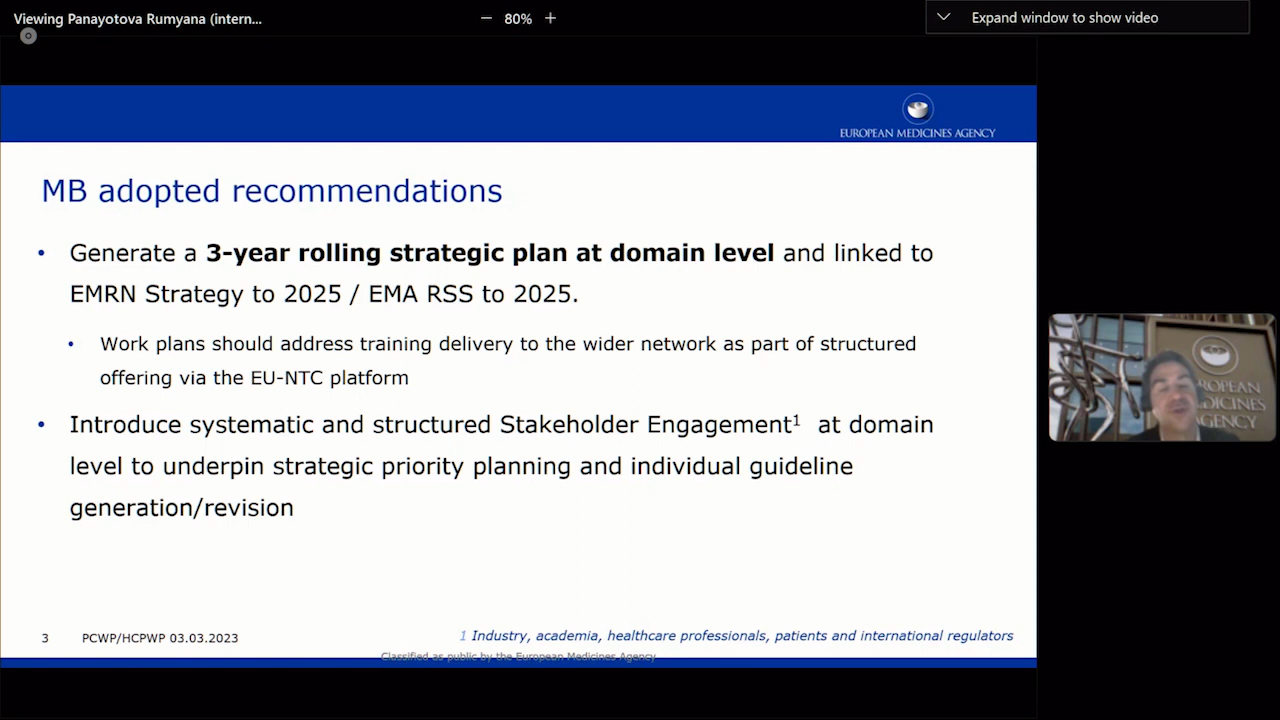 Viewing Panayotova Rumyana (intern...
80%
Expand window to show video
EUROPEAN MEDICINES AGENCY
MB adopted recommendations
• Generate a 3-year rolling strategic plan at domain level and linked to
EMRN Strategy to 2025 / EMA RSS to 2025.
• Work plans should address training delivery to the wider network as part of structured
offering via the EU-NTC platform
• Introduce systematic and structured Stakeholder Engagement¹ at domain
level to underpin strategic priority planning and individual guideline
generation/revision
EUROPEAN
MEDICINES
AGENCY
3 PCWP/HCPWP 03.03.2023
1 Industry, academia, healthcare professionals, patients and international regulators
Classified as public by the European Medicines Agency